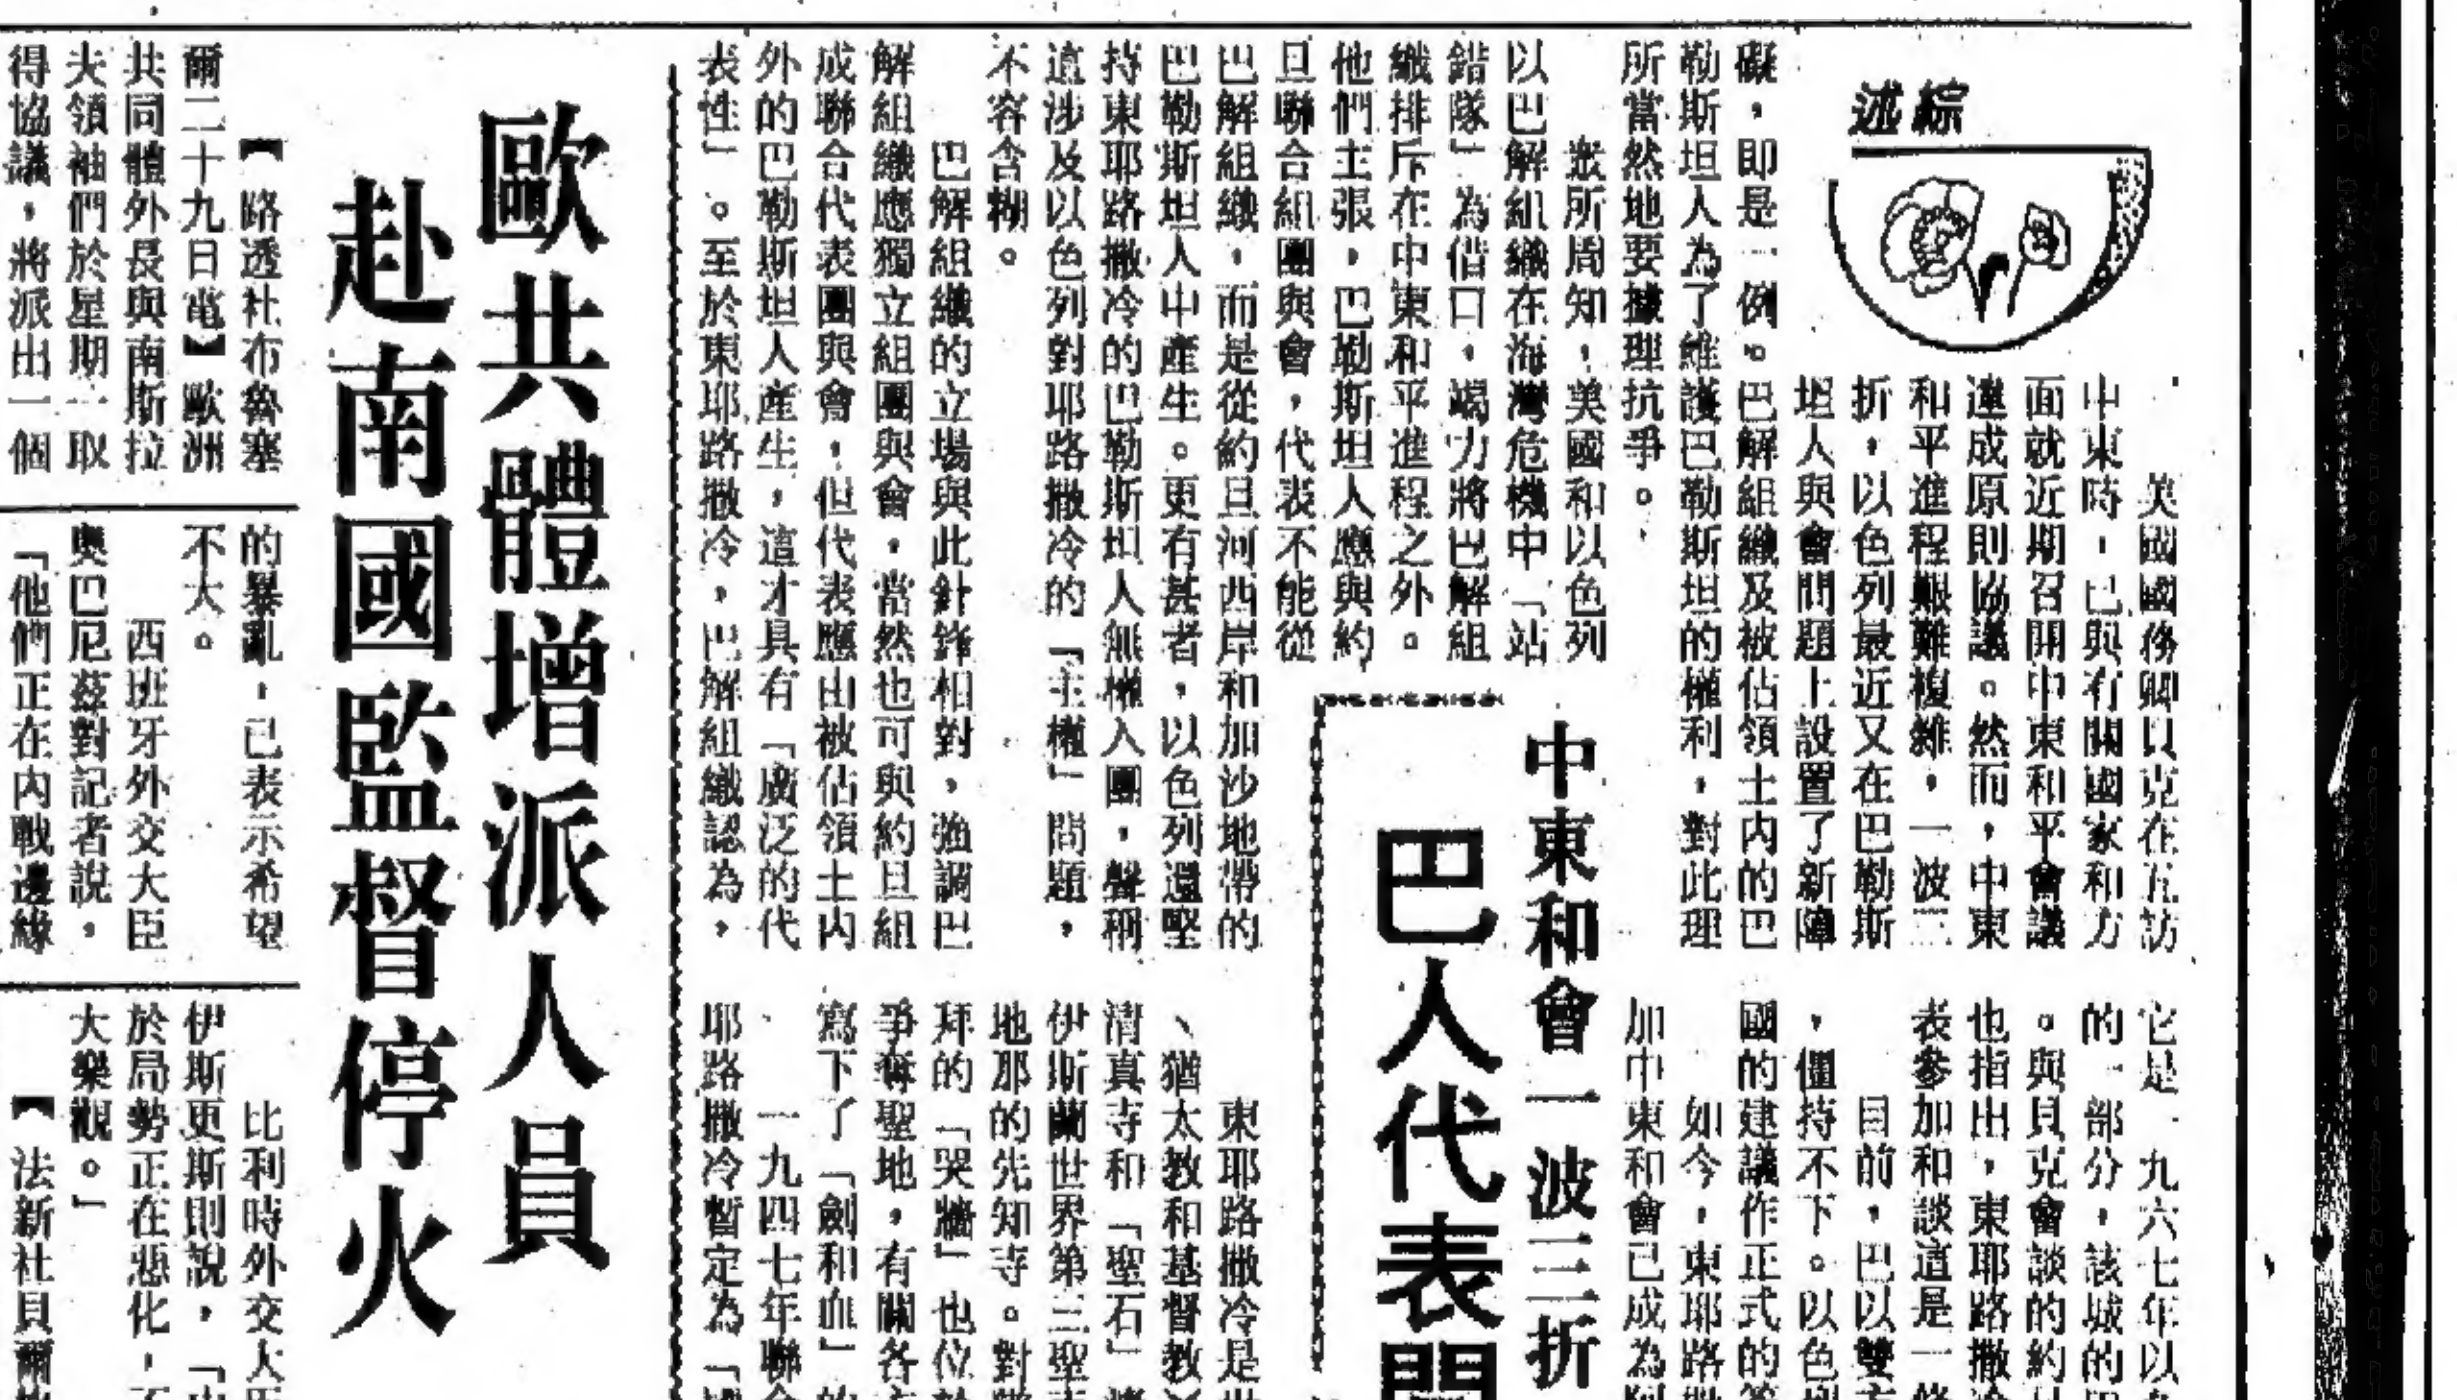 綜述
中東和會一波三折
巴人代表
美國國務卿貝克在五訪
中東時，已與有關國家和方
面就近期召開中東和平會議
達成原則協議。然而，中東
和平進程艱難複雜，一波三
折，以色列最近又在巴勒斯
坦人與會問題上設置了新障
礙，即是一例。巴解組織及被佔領土內的巴
勒斯坦人為了維護巴勒斯坦的權利，對此理
所當然地要據理抗爭。
眾所周知，美國和以色列
以巴解組織在海灣危機中「站
錯隊」為借口，竭力將巴解組
織排斥在中東和平進程之外。
他們主張，巴勒斯坦人應與約
旦聯合組團與會，代表不能從
巴解組織，而是從約旦河西岸和加沙地帶的
巴勒斯坦人中產生。更有甚者，以色列還堅
持東耶路撒冷的巴勒斯坦人無權入團，聲稱
這涉及以色列對耶路撒冷的「主權」問題，
不容含糊。
巴解組織的立場與此針鋒相對，強調巴
解組織應獨立組團與會，當然也可與約旦組
成聯合代表團與會，但代表應由被佔領土內
外的巴勒斯坦人產生，這才具有「廣泛的代
表性」。至於東耶路撒冷，巴解組織認為，
它是一九六七年以
的一部分，該城的
。與貝克會談的約
也指出，東耶路撒
表參加和談這是一
目前，巴以雙方
，僵持不下。以色
國的建議作正式的
如今，東耶路
加中東和會已成為
東耶路撒冷是
、猶太教和基督教
清真寺和「聖石」
伊斯蘭世界第三聖
地那的先知寺。對
拜的「哭牆」也位
爭奪聖地，有關各
寫下了「劍和血」的
一九四七年聯
耶路撒冷暫定為「
歐共體增派人員
赴南國監督停火
【路透社布魯塞
爾二十九日電】歐洲
共同體外長與南斯拉
夫領袖們於星期一取
得協議，將派出一個
的暴亂，已表示希望
不大。
西班牙外交大臣
奧巴尼茲對記者說，
「他們正在內戰邊緣
比利時外交大臣
伊斯更斯則說，「
於局勢正在惡化，
大樂觀。」
【法新社貝爾